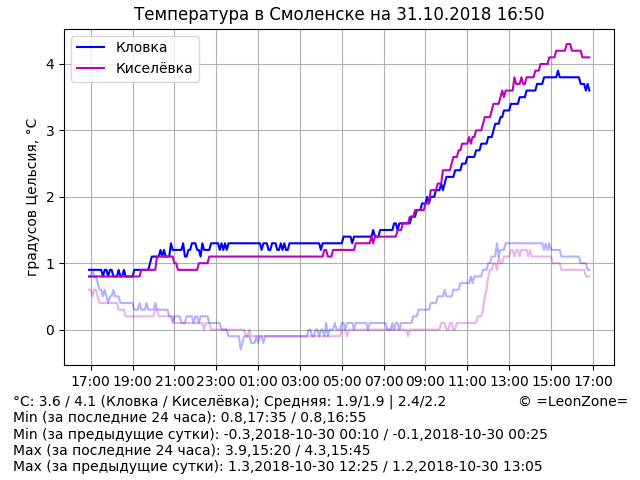 Температура в Смоленске на 31.10.2018 16:50
Кловка
Киселёвка
градусов Цельсия, °C
4
3
2
1
0
17:00 19:00 21:00 23:00 01:00 03:00 05:00 07:00 09:00 11:00 13:00 15:00 17:00
°C: 3.6 / 4.1 (Кловка / Киселёвка); Средняя: 1.9/1.9 | 2.4/2.2 © =LeonZone=
Min (за последние 24 часа): 0.8,17:35 / 0.8,16:55
Min (за предыдущие сутки): -0.3,2018-10-30 00:10 / -0.1,2018-10-30 00:25
Max (за последние 24 часа): 3.9,15:20 / 4.3,15:45
Max (за предыдущие сутки): 1.3,2018-10-30 12:25 / 1.2,2018-10-30 13:05